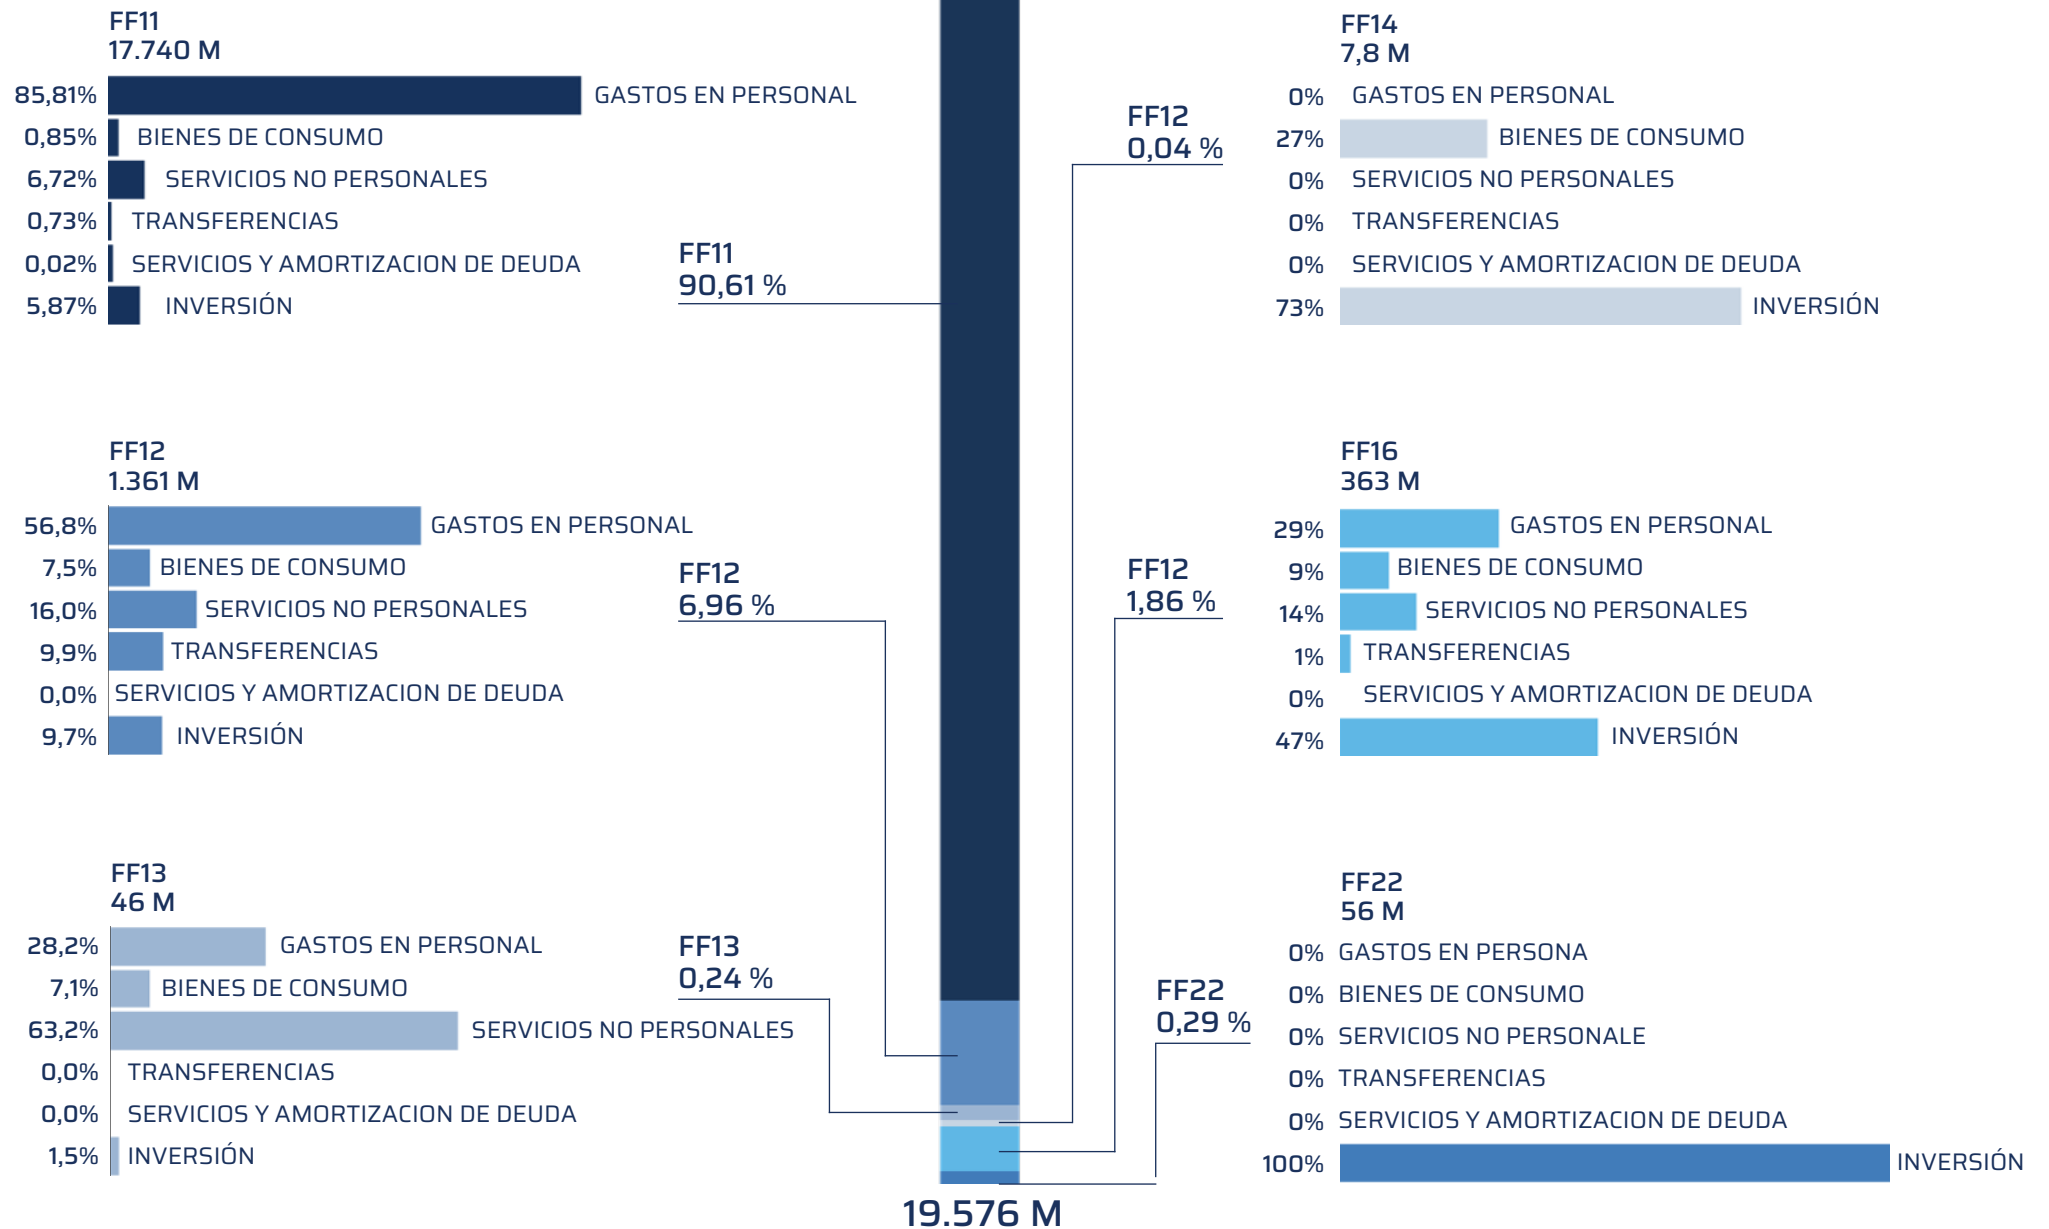 FF11
17.740 M
85,81% GASTOS EN PERSONAL
0,85% BIENES DE CONSUMO
6,72% SERVICIOS NO PERSONALES
0,73% TRANSFERENCIAS
0,02% SERVICIOS Y AMORTIZACION DE DEUDA
5,87% INVERSIÓN
FF11
90,61 %
FF12
1.361 M
56,8% GASTOS EN PERSONAL
7,5% BIENES DE CONSUMO
16,0% SERVICIOS NO PERSONALES
9,9% TRANSFERENCIAS
0,0% SERVICIOS Y AMORTIZACION DE DEUDA
9,7% INVERSIÓN
FF12
6,96 %
FF13
46 M
28,2% GASTOS EN PERSONAL
7,1% BIENES DE CONSUMO
63,2% SERVICIOS NO PERSONALES
0,0% TRANSFERENCIAS
0,0% SERVICIOS Y AMORTIZACION DE DEUDA
1,5% INVERSIÓN
FF13
0,24 %
19.576 M
FF12
0,04 %
FF14
7,8 M
0% GASTOS EN PERSONAL
27% BIENES DE CONSUMO
0% SERVICIOS NO PERSONALES
0% TRANSFERENCIAS
0% SERVICIOS Y AMORTIZACION DE DEUDA
73% INVERSIÓN
FF12
1,86 %
FF16
363 M
29% GASTOS EN PERSONAL
9% BIENES DE CONSUMO
14% SERVICIOS NO PERSONALES
1% TRANSFERENCIAS
0% SERVICIOS Y AMORTIZACION DE DEUDA
47% INVERSIÓN
FF22
0,29 %
FF22
56 M
0% GASTOS EN PERSONA
0% BIENES DE CONSUMO
0% SERVICIOS NO PERSONALE
0% TRANSFERENCIAS
0% SERVICIOS Y AMORTIZACION DE DEUDA
100% INVERSIÓN